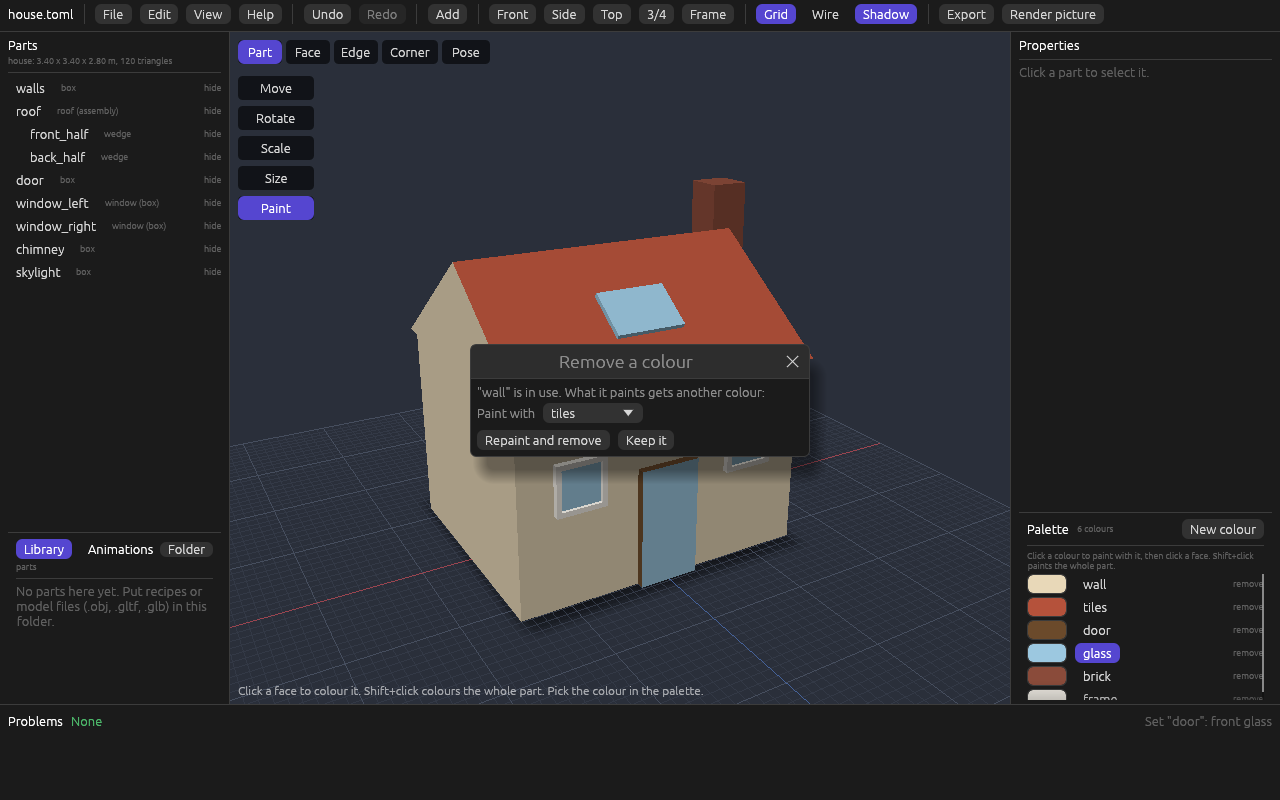 house.toml File Edit View Help Undo Redo Add Front Side Top 3/4 Frame Grid Wire Shadow Export Render picture
Parts
house: 3.40 x 3.40 x 2.80 m, 120 triangles
walls box hide
roof roof (assembly) hide
front_half wedge hide
back_half wedge hide
door box hide
window_left window (box) hide
window_right window (box) hide
chimney box hide
skylight box hide
Library Animations Folder
parts
No parts here yet. Put recipes or
model files (.obj, .gltf, .glb) in this
folder.
Part Face Edge Corner Pose
Move
Rotate
Scale
Size
Paint
Remove a colour
"wall" is in use. What it paints gets another colour:
Paint with tiles
Repaint and remove Keep it
Click a face to colour it. Shift+click colours the whole part. Pick the colour in the palette.
Properties
Click a part to select it.
Palette 6 colours New colour
Click a colour to paint with it, then click a face. Shift+click
paints the whole part.
wall remove
tiles remove
door remove
glass remove
brick remove
frame remove
Problems None
Set "door": front glass